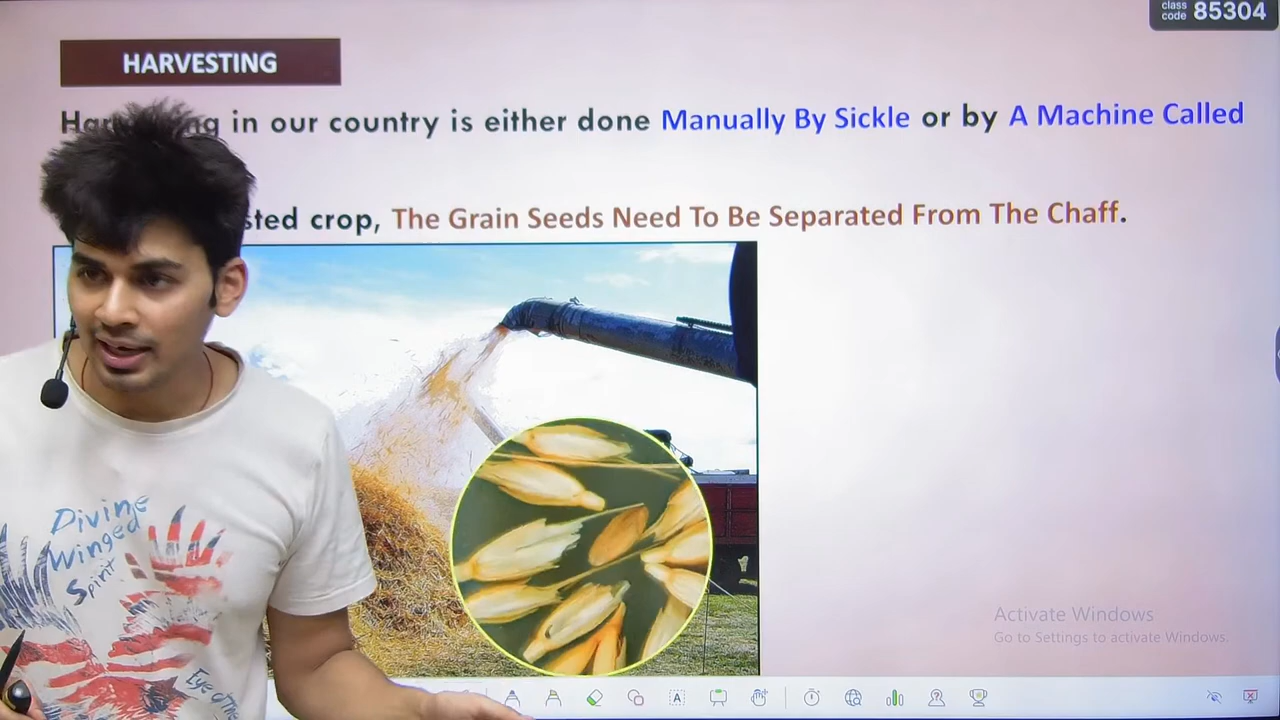 class
code 85304
HARVESTING
in our country is either done Manually By Sickle or by A Machine Called
crop, The Grain Seeds Need To Be Separated From The Chaff.
Divine
Winged
Spirit
Eye of
Activate Windows
Go to Settings to activate Windows.
A